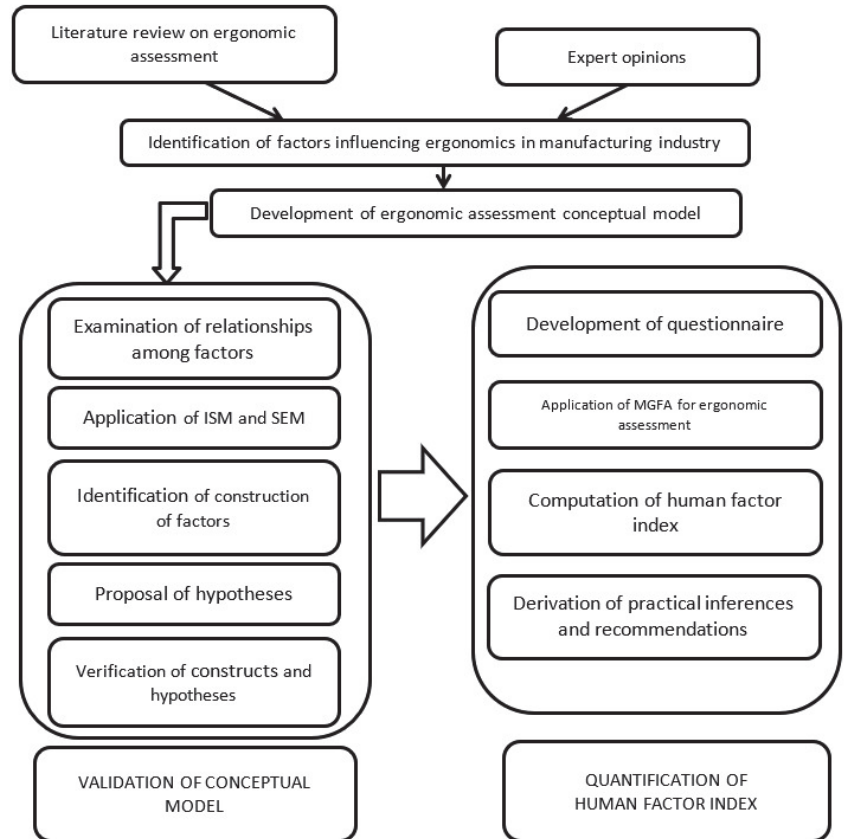 Literature review on ergonomic
assessment
Expert opinions
Identification of factors influencing ergonomics in manufacturing industry
Development of ergonomic assessment conceptual model
Examination of relationships
among factors
Application of ISM and SEM
Identification of construction
of factors
Proposal of hypotheses
Verification of constructs and
hypotheses
VALIDATION OF CONCEPTUAL
MODEL
Development of questionnaire
Application of MGFA for ergonomic
assessment
Computation of human factor
index
Derivation of practical inferences
and recommendations
QUANTIFICATION OF
HUMAN FACTOR INDEX